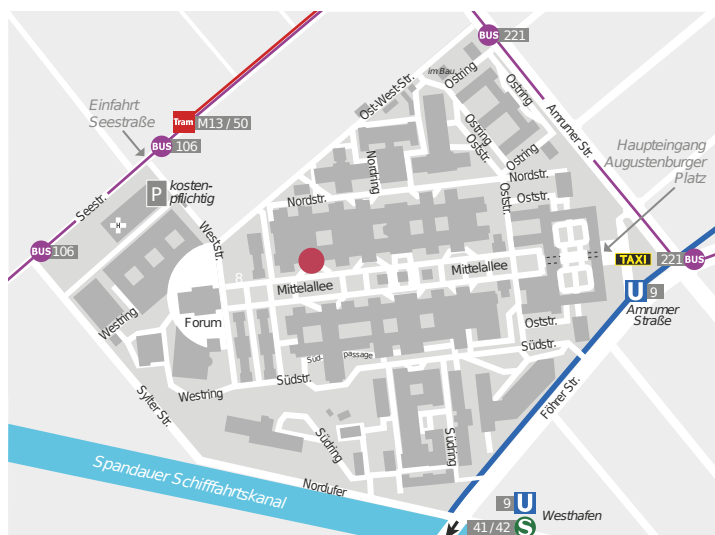 BUS 221
im Bau
Ostring
Ostring
Ost-West-Str.
Amrumer Str.
Einfahrt
Seestraße
Tram M13/50
BUS 106
Ostring
Oststr.
Ostring
Haupteingang
Augustenburger
Platz
Nordring
P kosten-
pflichtig
H
Nordstr.
Nordstr.
Oststr.
Oststr.
Seestr.
Weststr.
BUS 106
TAXI
221 BUS
8
Mittelallee
Mittelallee
U 9
Amrumer
Straße
Westring
Forum
Oststr.
Südstr.
Süd-
passage
Südstr.
Westring
Sylter Str.
Föhrer Str.
Südring
Südring
Spandauer Schifffahrtskanal
Nordufer
9 U
Westhafen
41/42 S